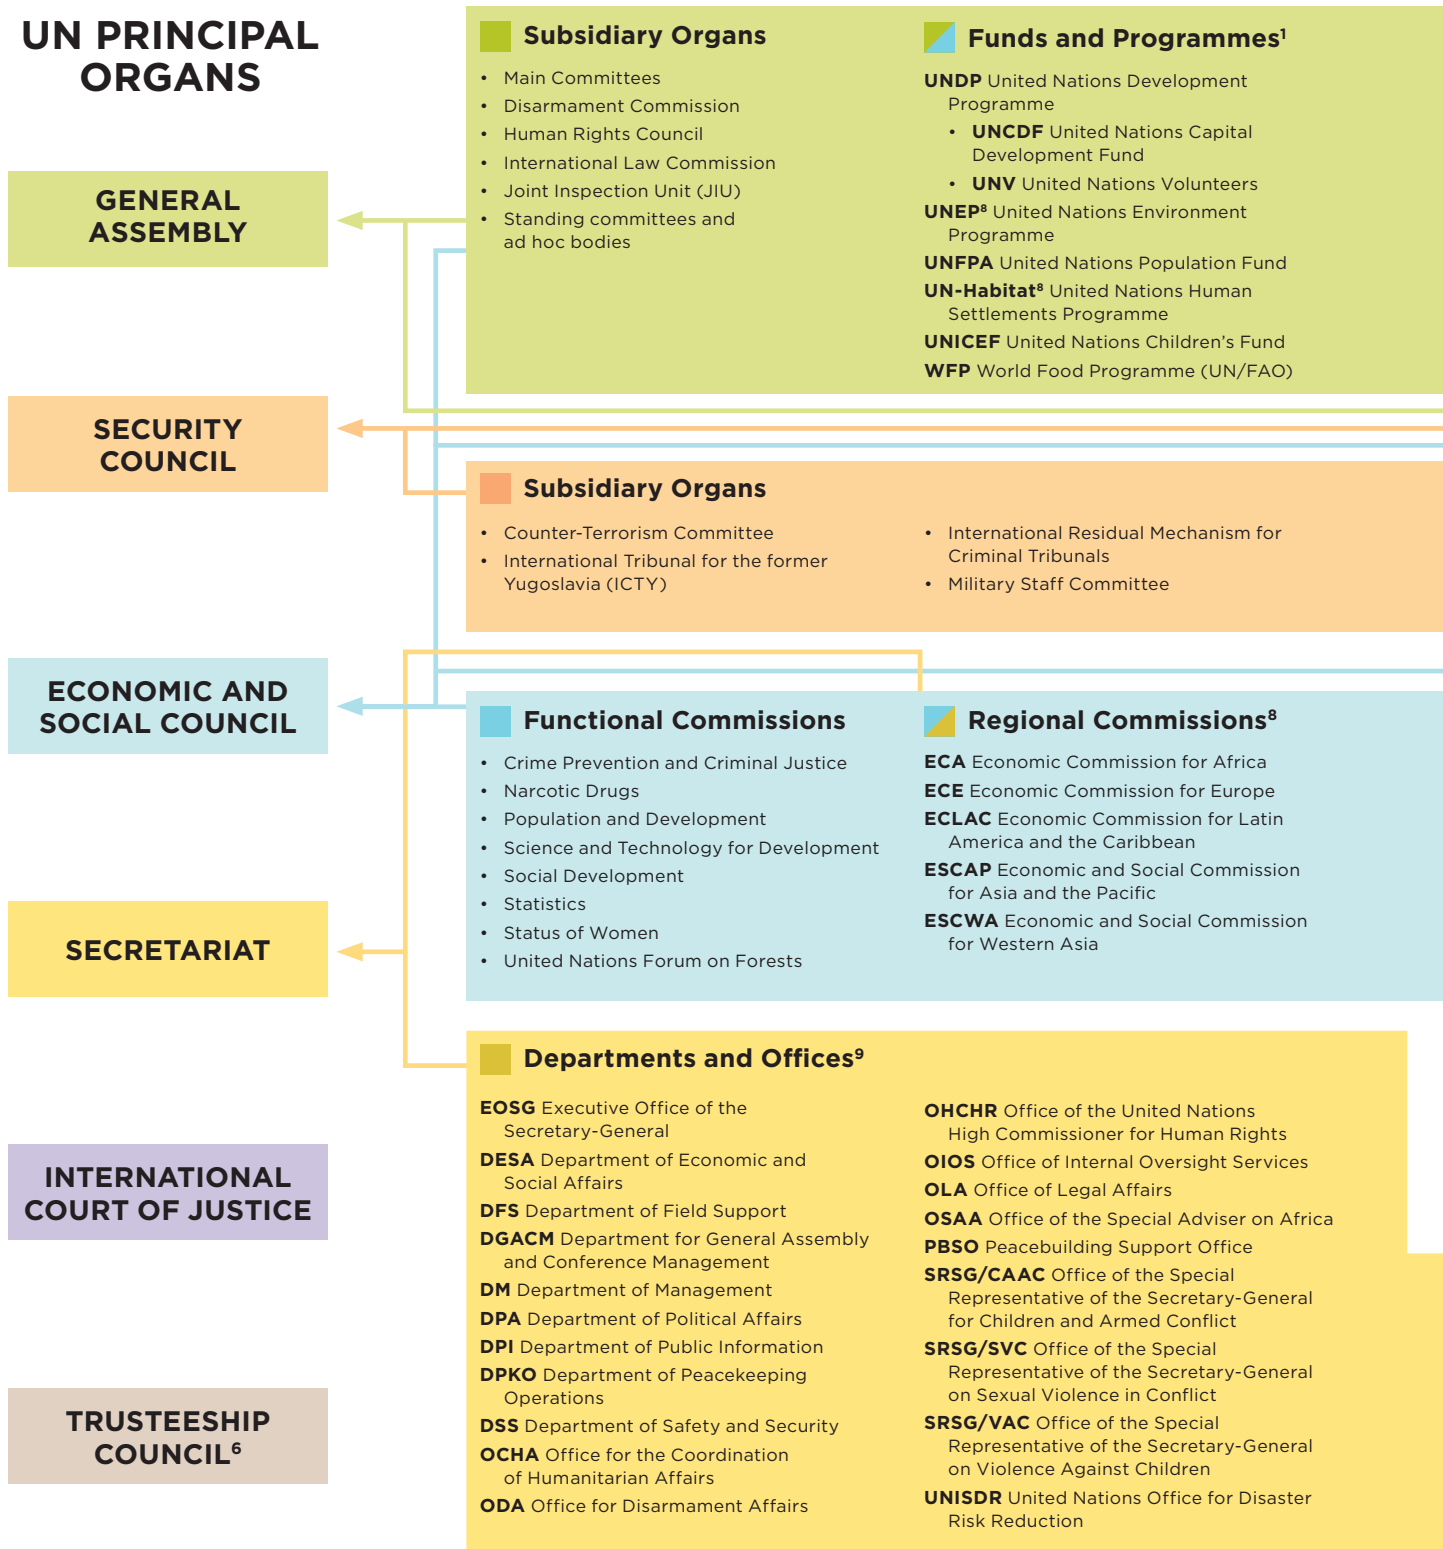 UN PRINCIPAL
ORGANS
GENERAL
ASSEMBLY
SECURITY
COUNCIL
ECONOMIC AND
SOCIAL COUNCIL
SECRETARIAT
INTERNATIONAL
COURT OF JUSTICE
TRUSTEESHIP
COUNCIL⁶
Subsidiary Organs
• Main Committees
• Disarmament Commission
• Human Rights Council
• International Law Commission
• Joint Inspection Unit (JIU)
• Standing committees and
ad hoc bodies
Funds and Programmes¹
UNDP United Nations Development
Programme
• UNCDF United Nations Capital
Development Fund
• UNV United Nations Volunteers
UNEP⁸ United Nations Environment
Programme
UNFPA United Nations Population Fund
UN-Habitat⁸ United Nations Human
Settlements Programme
UNICEF United Nations Children’s Fund
WFP World Food Programme (UN/FAO)
Subsidiary Organs
• Counter-Terrorism Committee
• International Tribunal for the former
Yugoslavia (ICTY)
• International Residual Mechanism for
Criminal Tribunals
• Military Staff Committee
Functional Commissions
• Crime Prevention and Criminal Justice
• Narcotic Drugs
• Population and Development
• Science and Technology for Development
• Social Development
• Statistics
• Status of Women
• United Nations Forum on Forests
Regional Commissions⁸
ECA Economic Commission for Africa
ECE Economic Commission for Europe
ECLAC Economic Commission for Latin
America and the Caribbean
ESCAP Economic and Social Commission
for Asia and the Pacific
ESCWA Economic and Social Commission
for Western Asia
Departments and Offices⁹
EOSG Executive Office of the
Secretary-General
DESA Department of Economic and
Social Affairs
DFS Department of Field Support
DGACM Department for General Assembly
and Conference Management
DM Department of Management
DPA Department of Political Affairs
DPI Department of Public Information
DPKO Department of Peacekeeping
Operations
DSS Department of Safety and Security
OCHA Office for the Coordination
of Humanitarian Affairs
ODA Office for Disarmament Affairs
OHCHR Office of the United Nations
High Commissioner for Human Rights
OIOS Office of Internal Oversight Services
OLA Office of Legal Affairs
OSAA Office of the Special Adviser on Africa
PBSO Peacebuilding Support Office
SRSG/CAAC Office of the Special
Representative of the Secretary-General
for Children and Armed Conflict
SRSG/SVC Office of the Special
Representative of the Secretary-General
on Sexual Violence in Conflict
SRSG/VAC Office of the Special
Representative of the Secretary-General
on Violence Against Children
UNISDR United Nations Office for Disaster
Risk Reduction